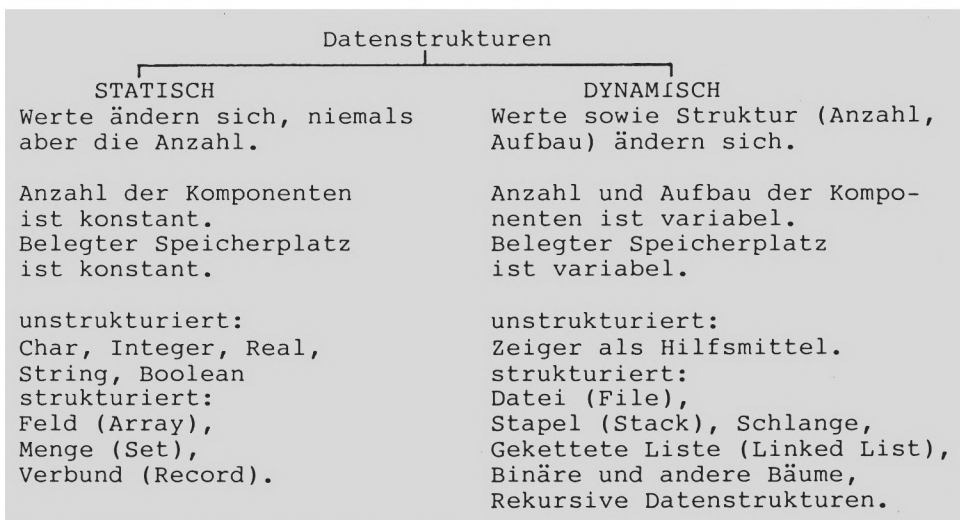 Datenstrukturen
STATISCH
Werte ändern sich, niemals
aber die Anzahl.
Anzahl der Komponenten
ist konstant.
Belegter Speicherplatz
ist konstant.
unstrukturiert:
Char, Integer, Real,
String, Boolean
strukturiert:
Feld (Array),
Menge (Set),
Verbund (Record).
DYNAMISCH
Werte sowie Struktur (Anzahl,
Aufbau) ändern sich.
Anzahl und Aufbau der Kompo-
nenten ist variabel.
Belegter Speicherplatz
ist variabel.
unstrukturiert:
Zeiger als Hilfsmittel.
strukturiert:
Datei (File),
Stapel (Stack), Schlange,
Gekettete Liste (Linked List),
Binäre und andere Bäume,
Rekursive Datenstrukturen.